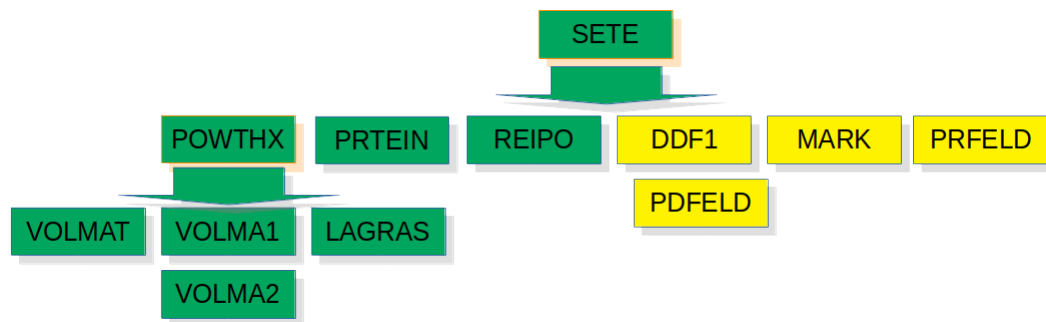 SETE
POWTHX PRTEIN REIPO DDF1 MARK PRFELD
PDFELD
VOLMAT VOLMA1 LAGRAS
VOLMA2